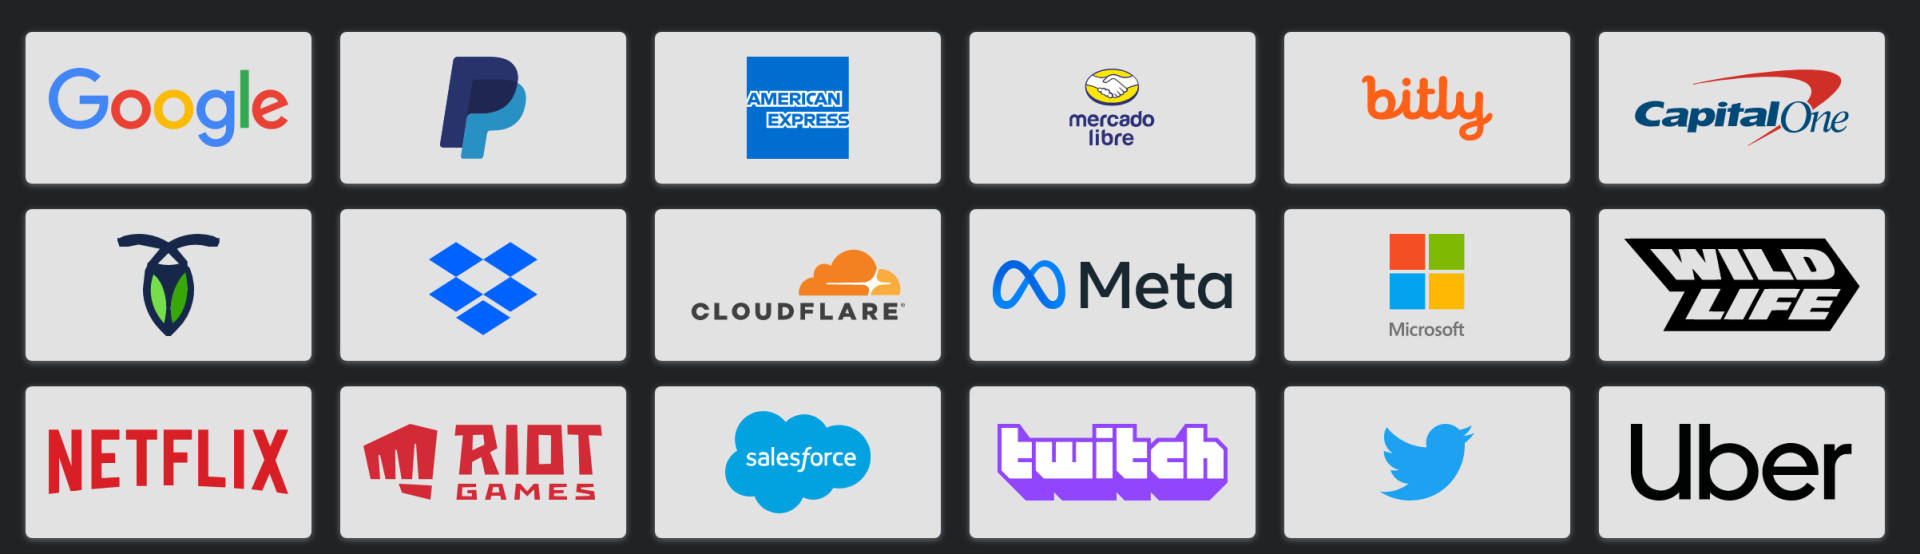 Google
AMERICAN
EXPRESS
mercado
libre
bitly
CapitalOne
CLOUDFLARE
Meta
Microsoft
WILD
LIFE
NETFLIX
RIOT
GAMES
salesforce
twitch
Uber